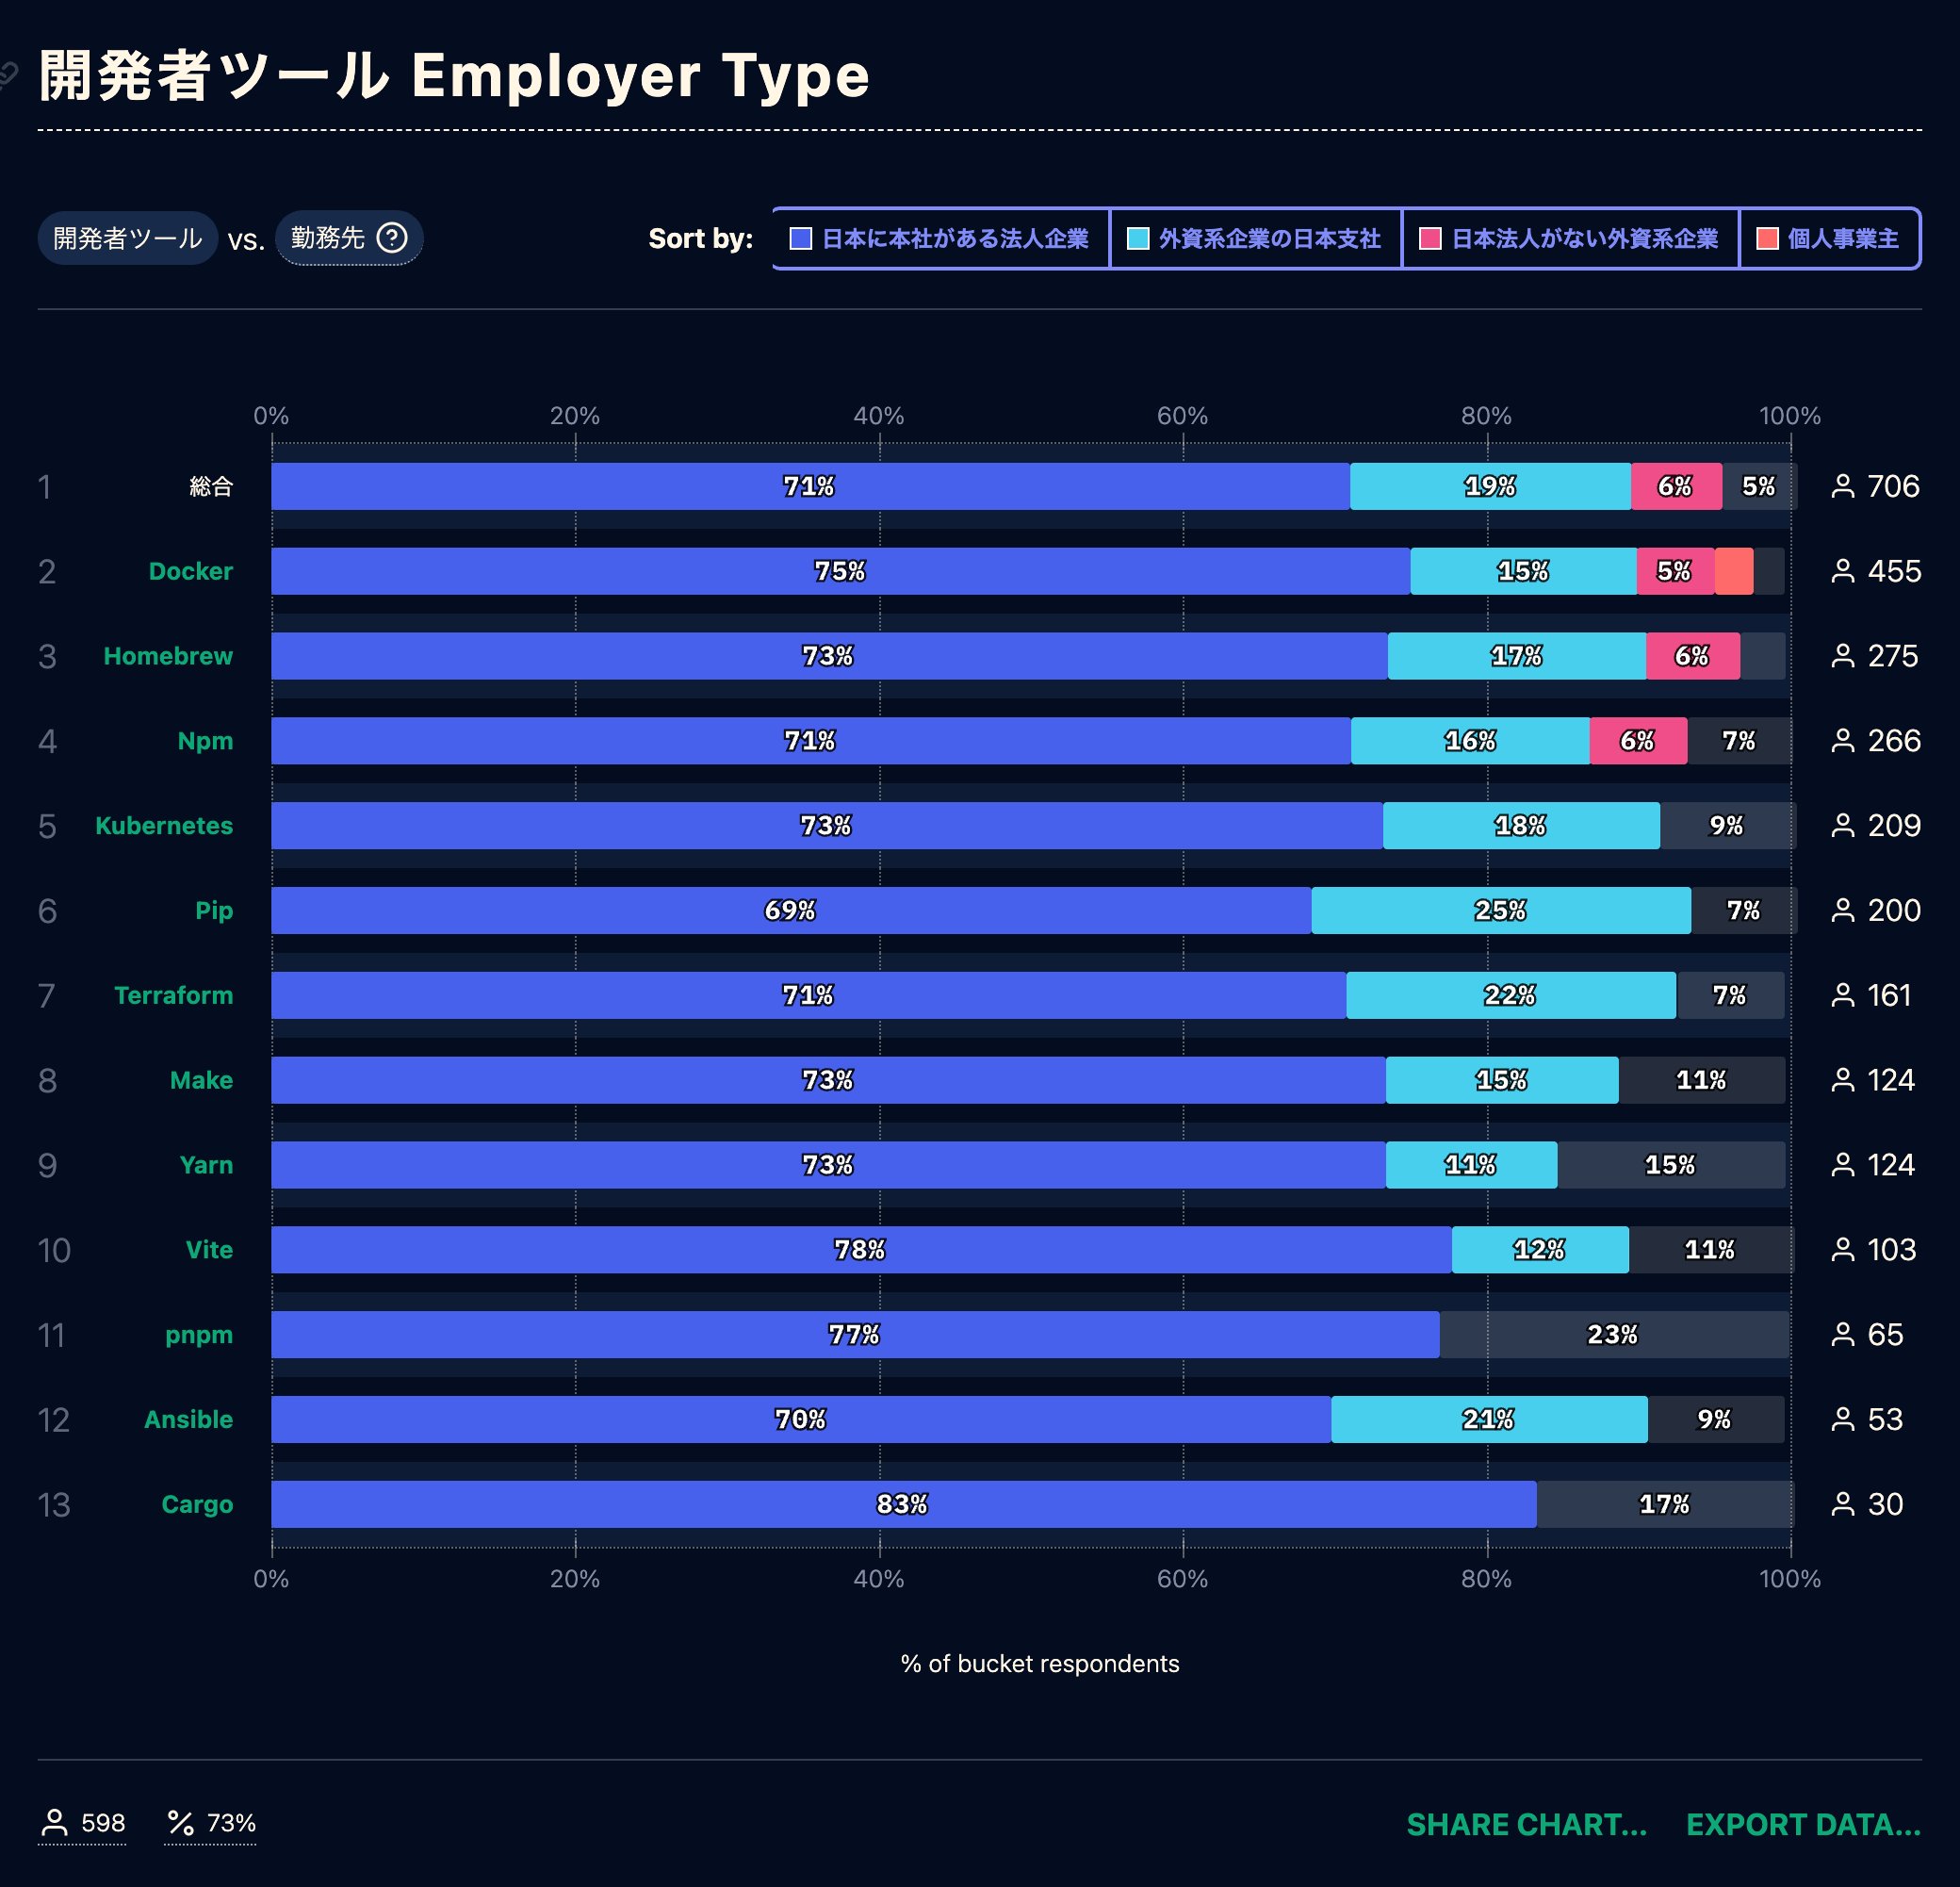 開発者ツール Employer Type
開発者ツール vs. 勤務先 ?
Sort by: 日本に本社がある法人企業 外資系企業の日本支社 日本法人がない外資系企業 個人事業主
0% 20% 40% 60% 80% 100%
1 総合 71% 19% 6% 5% 706
2 Docker 75% 15% 5% 455
3 Homebrew 73% 17% 6% 275
4 Npm 71% 16% 6% 7% 266
5 Kubernetes 73% 18% 9% 209
6 Pip 69% 25% 7% 200
7 Terraform 71% 22% 7% 161
8 Make 73% 15% 11% 124
9 Yarn 73% 11% 15% 124
10 Vite 78% 12% 11% 103
11 pnpm 77% 23% 65
12 Ansible 70% 21% 9% 53
13 Cargo 83% 17% 30
0% 20% 40% 60% 80% 100%
% of bucket respondents
598 % 73% SHARE CHART... EXPORT DATA...